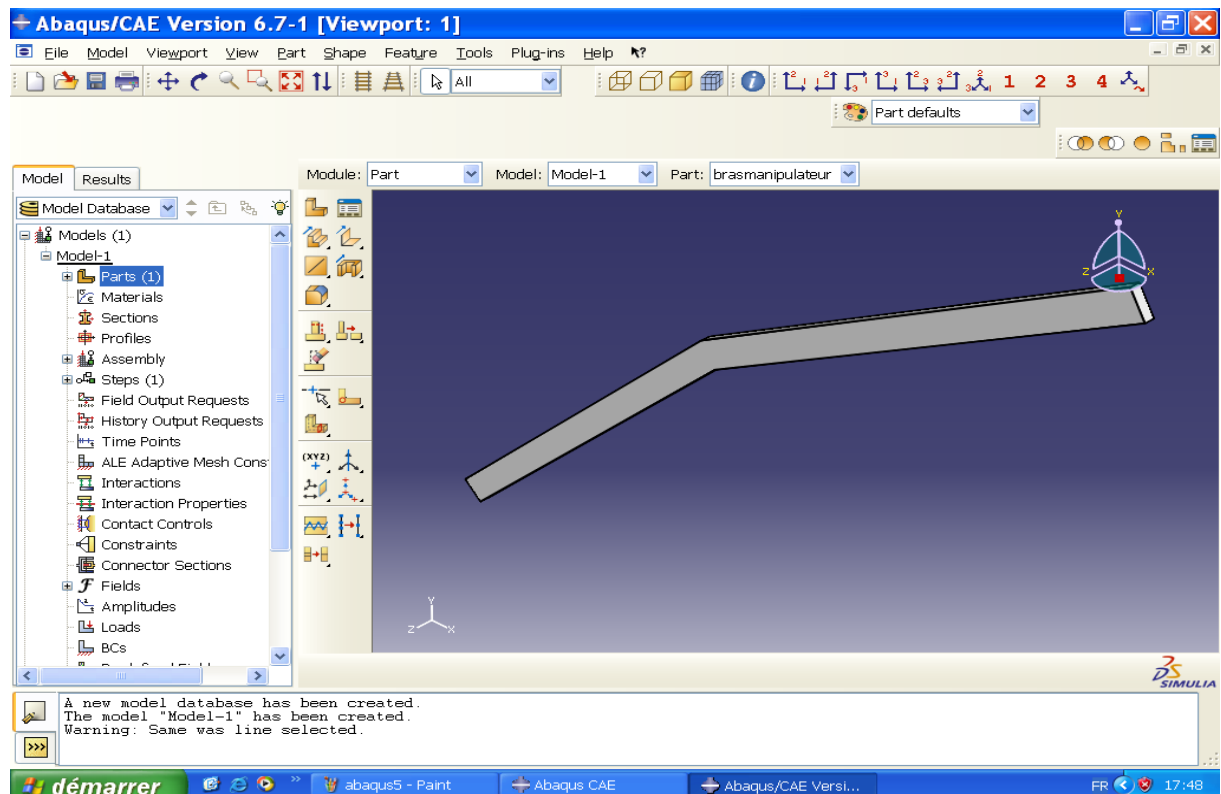 Abaqus/CAE Version 6.7-1 [Viewport: 1]
File Model Viewport View Part Shape Feature Tools Plug-ins Help
All
1 2 3 4
Part defaults
Model Results
Module: Part Model: Model-1 Part: brasmanipulateur
Model Database
Models (1)
Model-1
Parts (1)
Materials
Sections
Profiles
Assembly
Steps (1)
Field Output Requests
History Output Requests
Time Points
ALE Adaptive Mesh Cons
Interactions
Interaction Properties
Contact Controls
Constraints
Connector Sections
Fields
Amplitudes
Loads
BCs
(XYZ)
Y
Z X
Y
Z X
SIMULIA
A new model database has been created.
The model "Model-1" has been created.
Warning: Same was line selected.
>>>
démarrer
abaqus5 - Paint
Abaqus CAE
Abaqus/CAE Versi...
FR 17:48